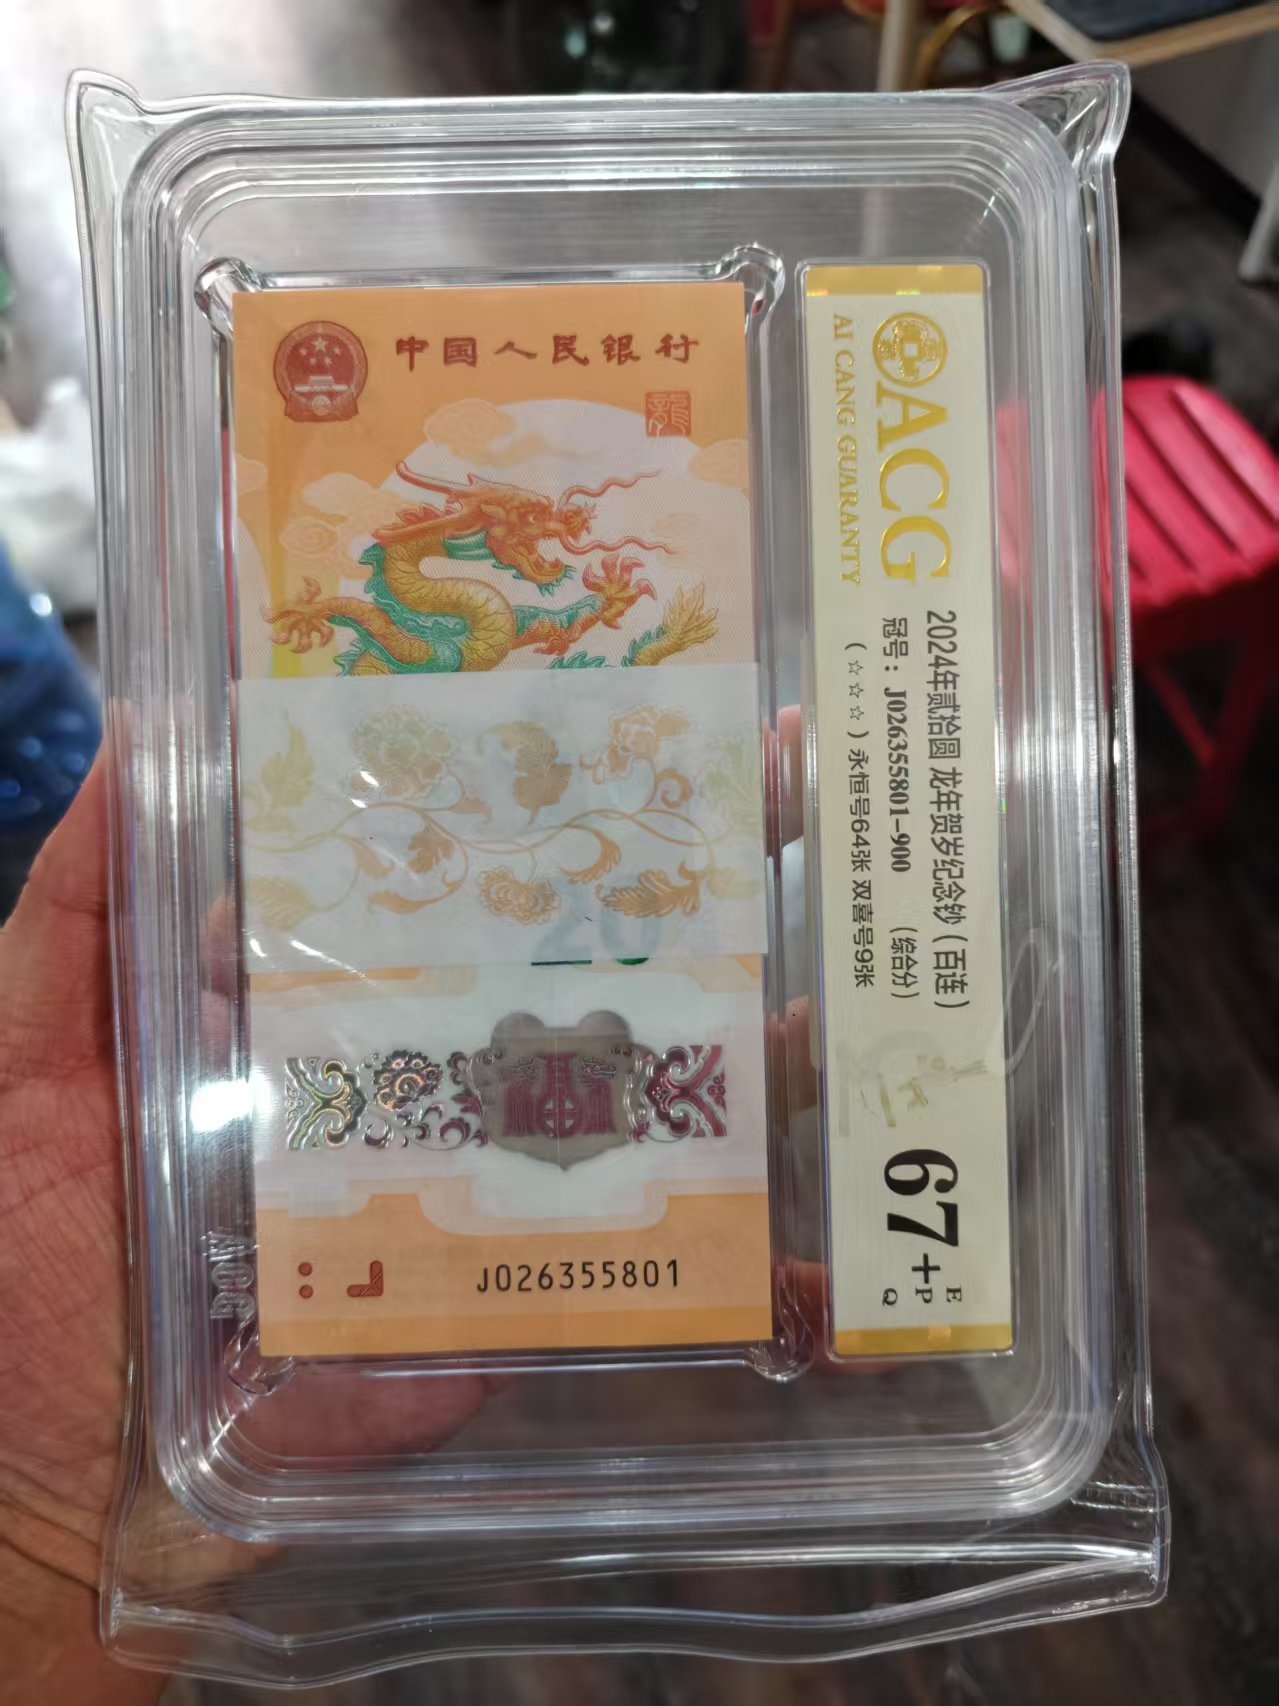 中国人民银行
20
J026355801
ACG
AI CANG GUARANTY
2024年贰拾圆 龙年贺岁纪念钞（百连）
冠号：J026355801-900 （综合分）
（☆☆☆）永恒号64张 双喜号9张
67+ E
P
Q
ACG